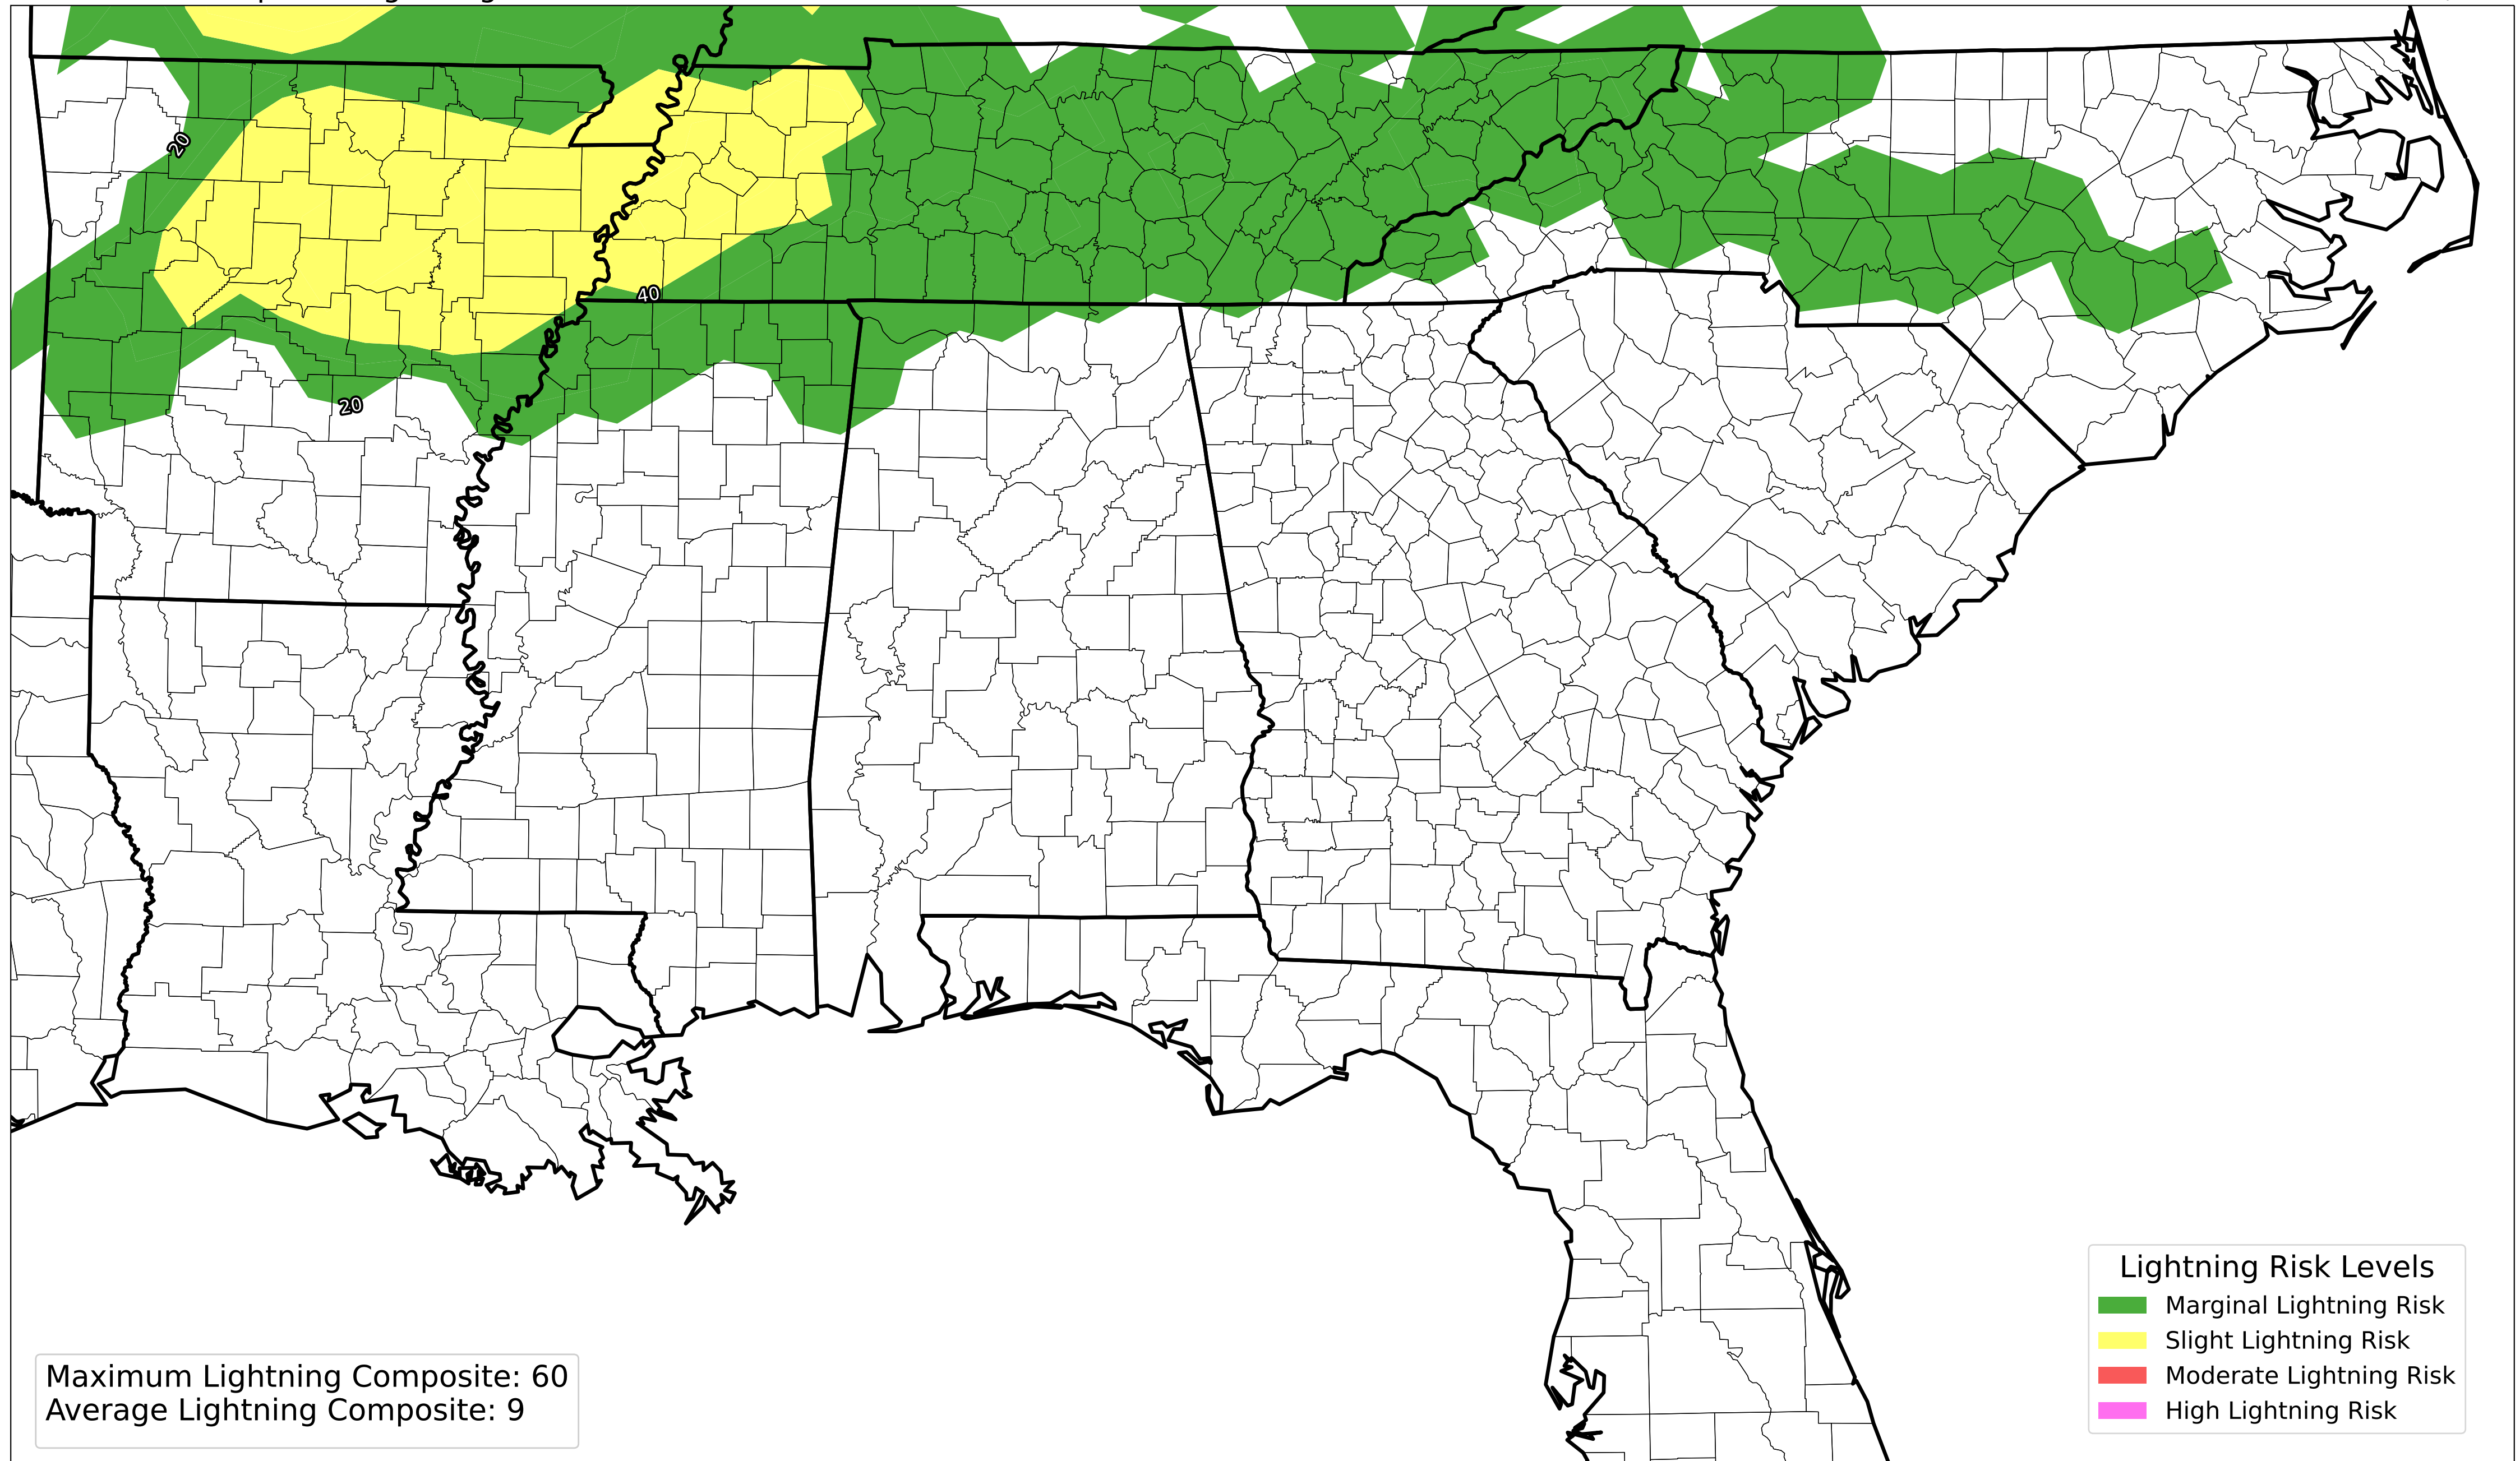 20
40
20
Lightning Risk Levels
Marginal Lightning Risk
Slight Lightning Risk
Moderate Lightning Risk
High Lightning Risk
Maximum Lightning Composite: 60
Average Lightning Composite: 9